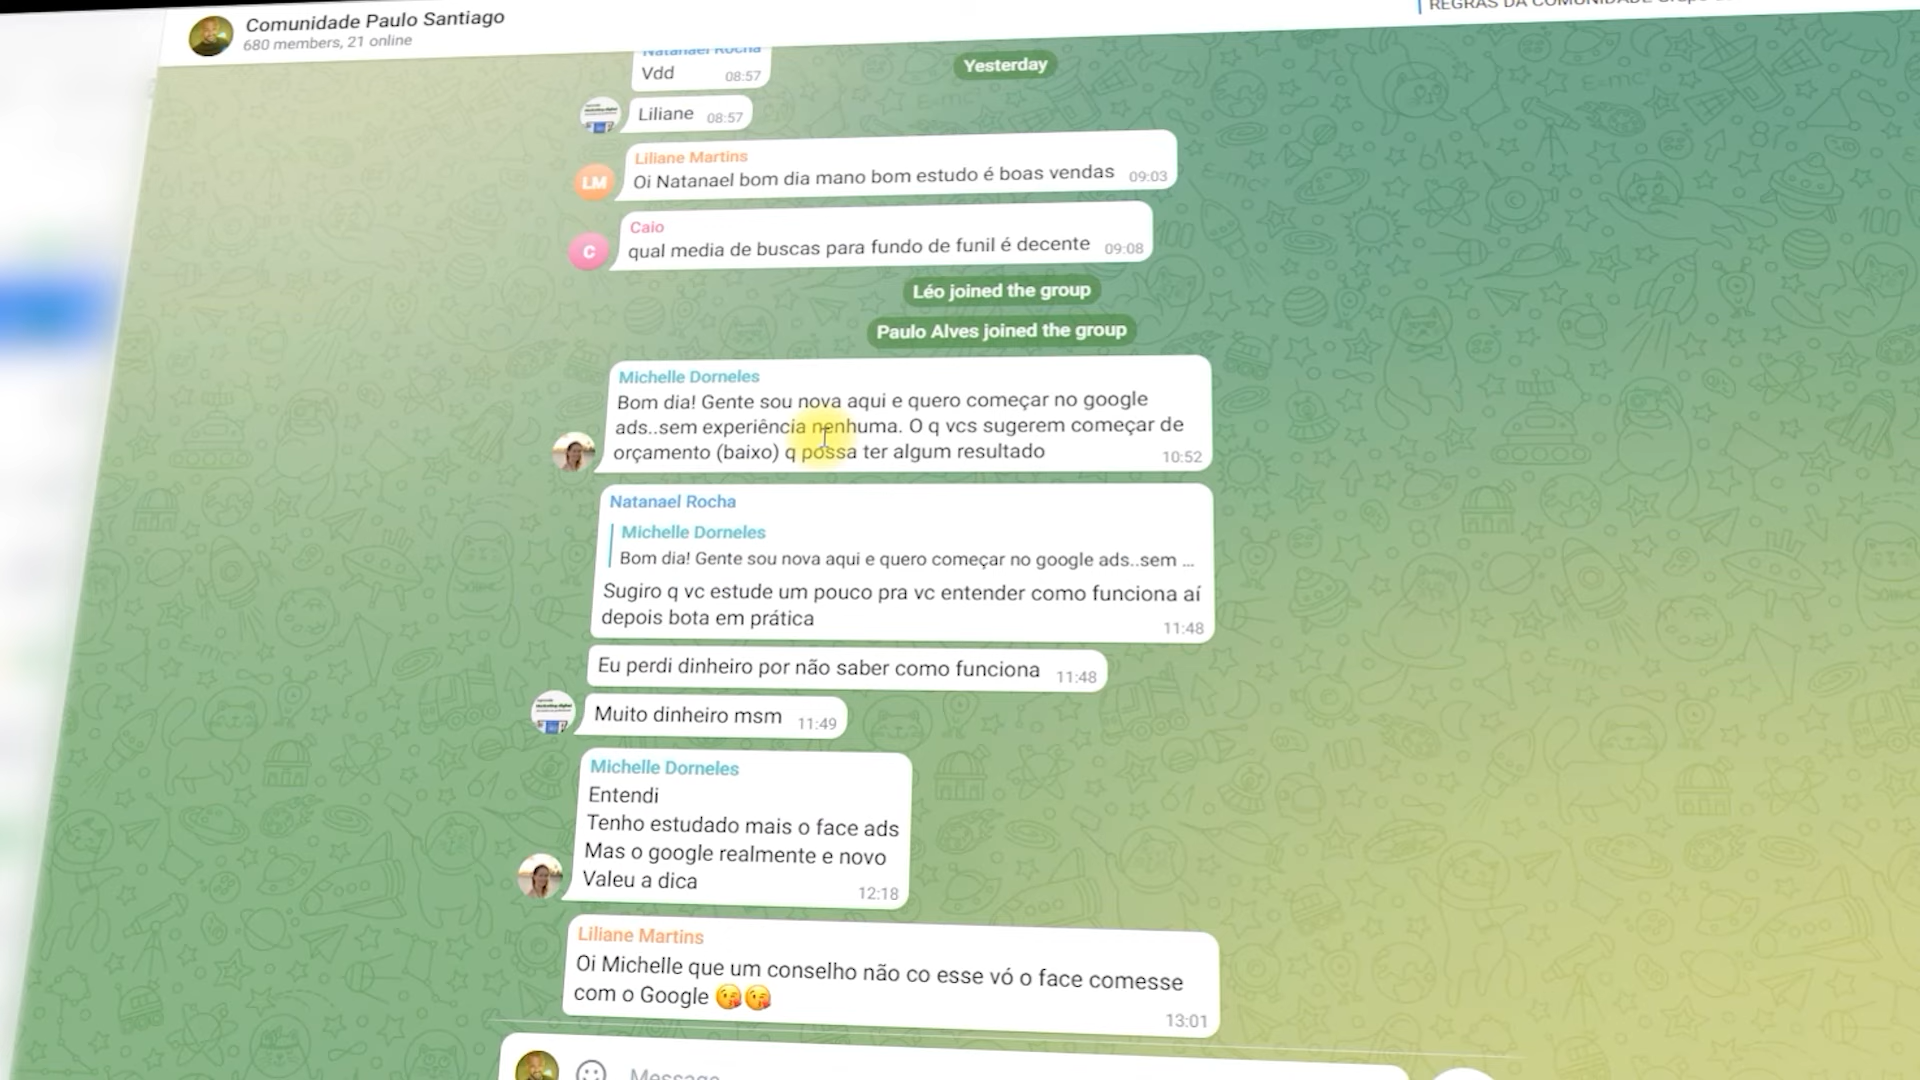 Comunidade Paulo Santiago
680 members, 21 online
REGRAS DA COMUNIDADE
Yesterday
Natanael Rocha
Vdd 08:57
Liliane 08:57
Liliane Martins
LM
Oi Natanael bom dia mano bom estudo é boas vendas 09:03
Caio
C
qual media de buscas para fundo de funil é decente 09:08
Léo joined the group
Paulo Alves joined the group
Michelle Dorneles
Bom dia! Gente sou nova aqui e quero começar no google
ads..sem experiência nenhuma. O q vcs sugerem começar de
orçamento (baixo) q possa ter algum resultado 10:52
Natanael Rocha
Michelle Dorneles
Bom dia! Gente sou nova aqui e quero começar no google ads..sem ...
Sugiro q vc estude um pouco pra vc entender como funciona aí
depois bota em prática 11:48
Eu perdi dinheiro por não saber como funciona 11:48
Muito dinheiro msm 11:49
Michelle Dorneles
Entendi
Tenho estudado mais o face ads
Mas o google realmente e novo
Valeu a dica 12:18
Liliane Martins
Oi Michelle que um conselho não co esse vó o face comesse
com o Google 😘😘
13:01
Message